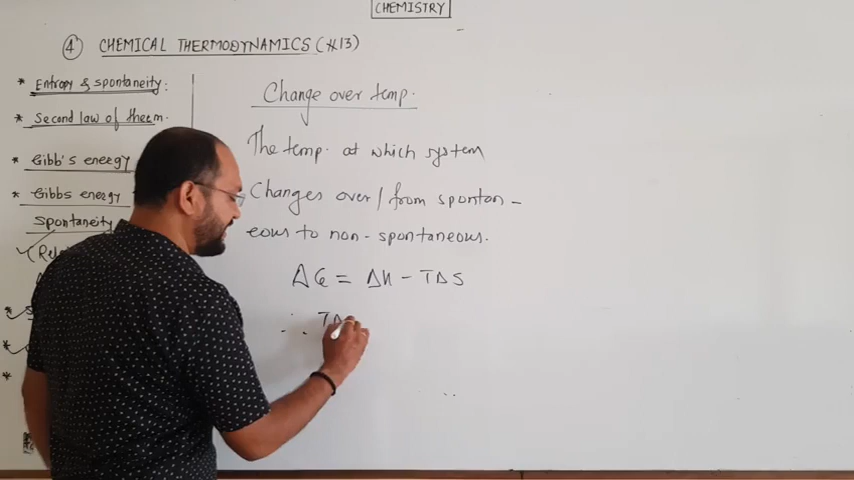 CHEMISTRY
④ CHEMICAL THERMODYNAMICS (#13)
* Entropy & spontaneity:
* Second law of therm.
* Gibb's energy
* Gibbs energy
spontaneity
Change over temp.
The temp. at which system
Changes over / from spontan-
eous to non-spontaneous.
ΔG = ΔH - TΔS
∴ TΔ